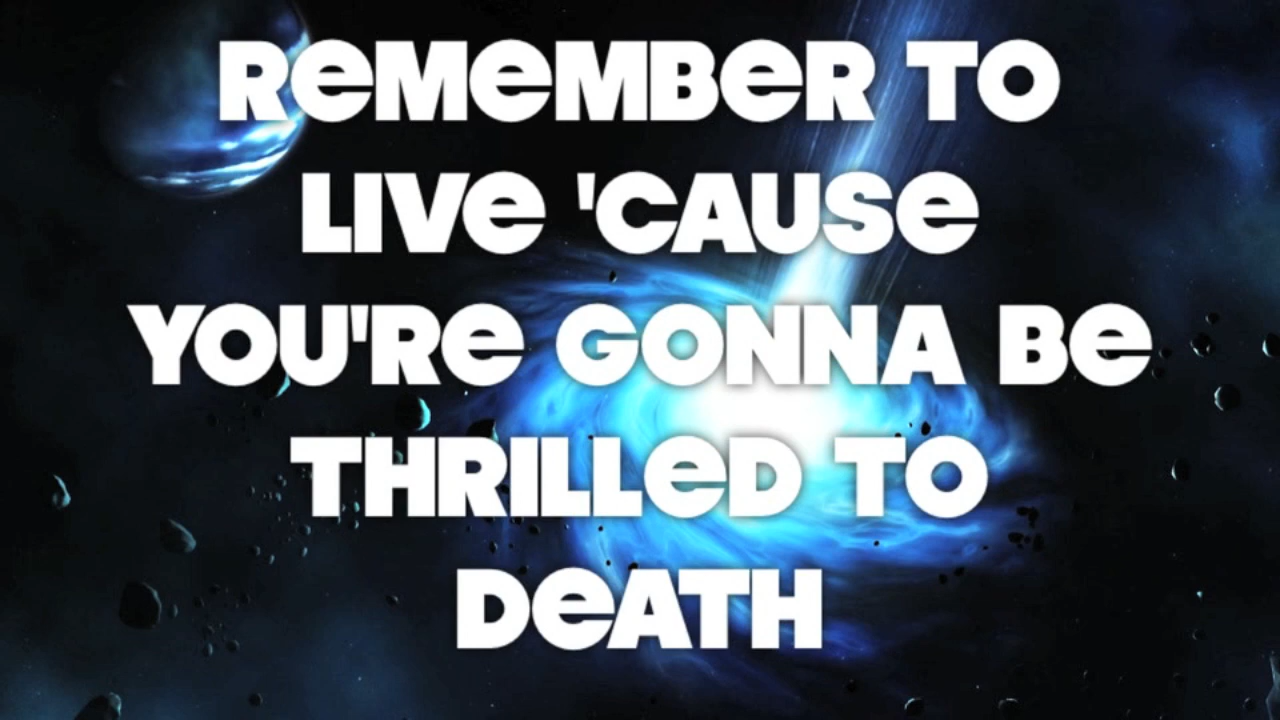 REMEMBER TO
LIVE 'CAUSE
YOU'RE GONNA BE
THRILLED TO
DEATH